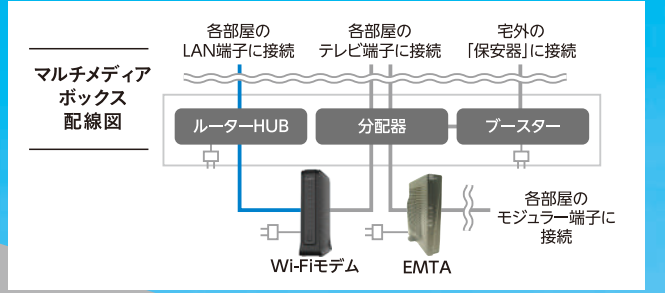 マルチメディア
ボックス
配線図
各部屋の
LAN端子に接続
各部屋の
テレビ端子に接続
宅外の
「保安器」に接続
ルーターHUB
分配器
ブースター
各部屋の
モジュラー端子に
接続
Wi-Fiモデム
EMTA